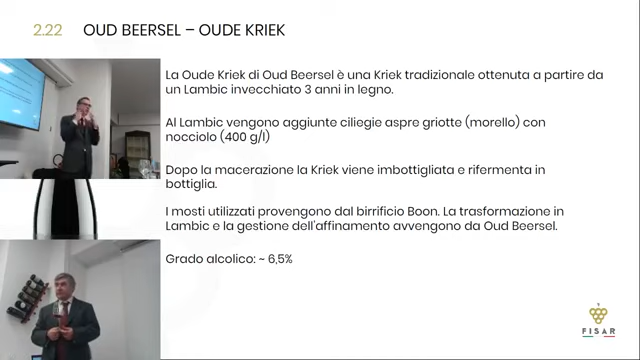 2.22 OUD BEERSEL – OUDE KRIEK
La Oude Kriek di Oud Beersel è una Kriek tradizionale ottenuta a partire da
un Lambic invecchiato 3 anni in legno.
Al Lambic vengono aggiunte ciliegie aspre griotte (morello) con
nocciolo (400 g/l)
Dopo la macerazione la Kriek viene imbottigliata e rifermenta in
bottiglia.
I mosti utilizzati provengono dal birrificio Boon. La trasformazione in
Lambic e la gestione dell'affinamento avvengono da Oud Beersel.
Grado alcolico: ~ 6,5%
FISAR